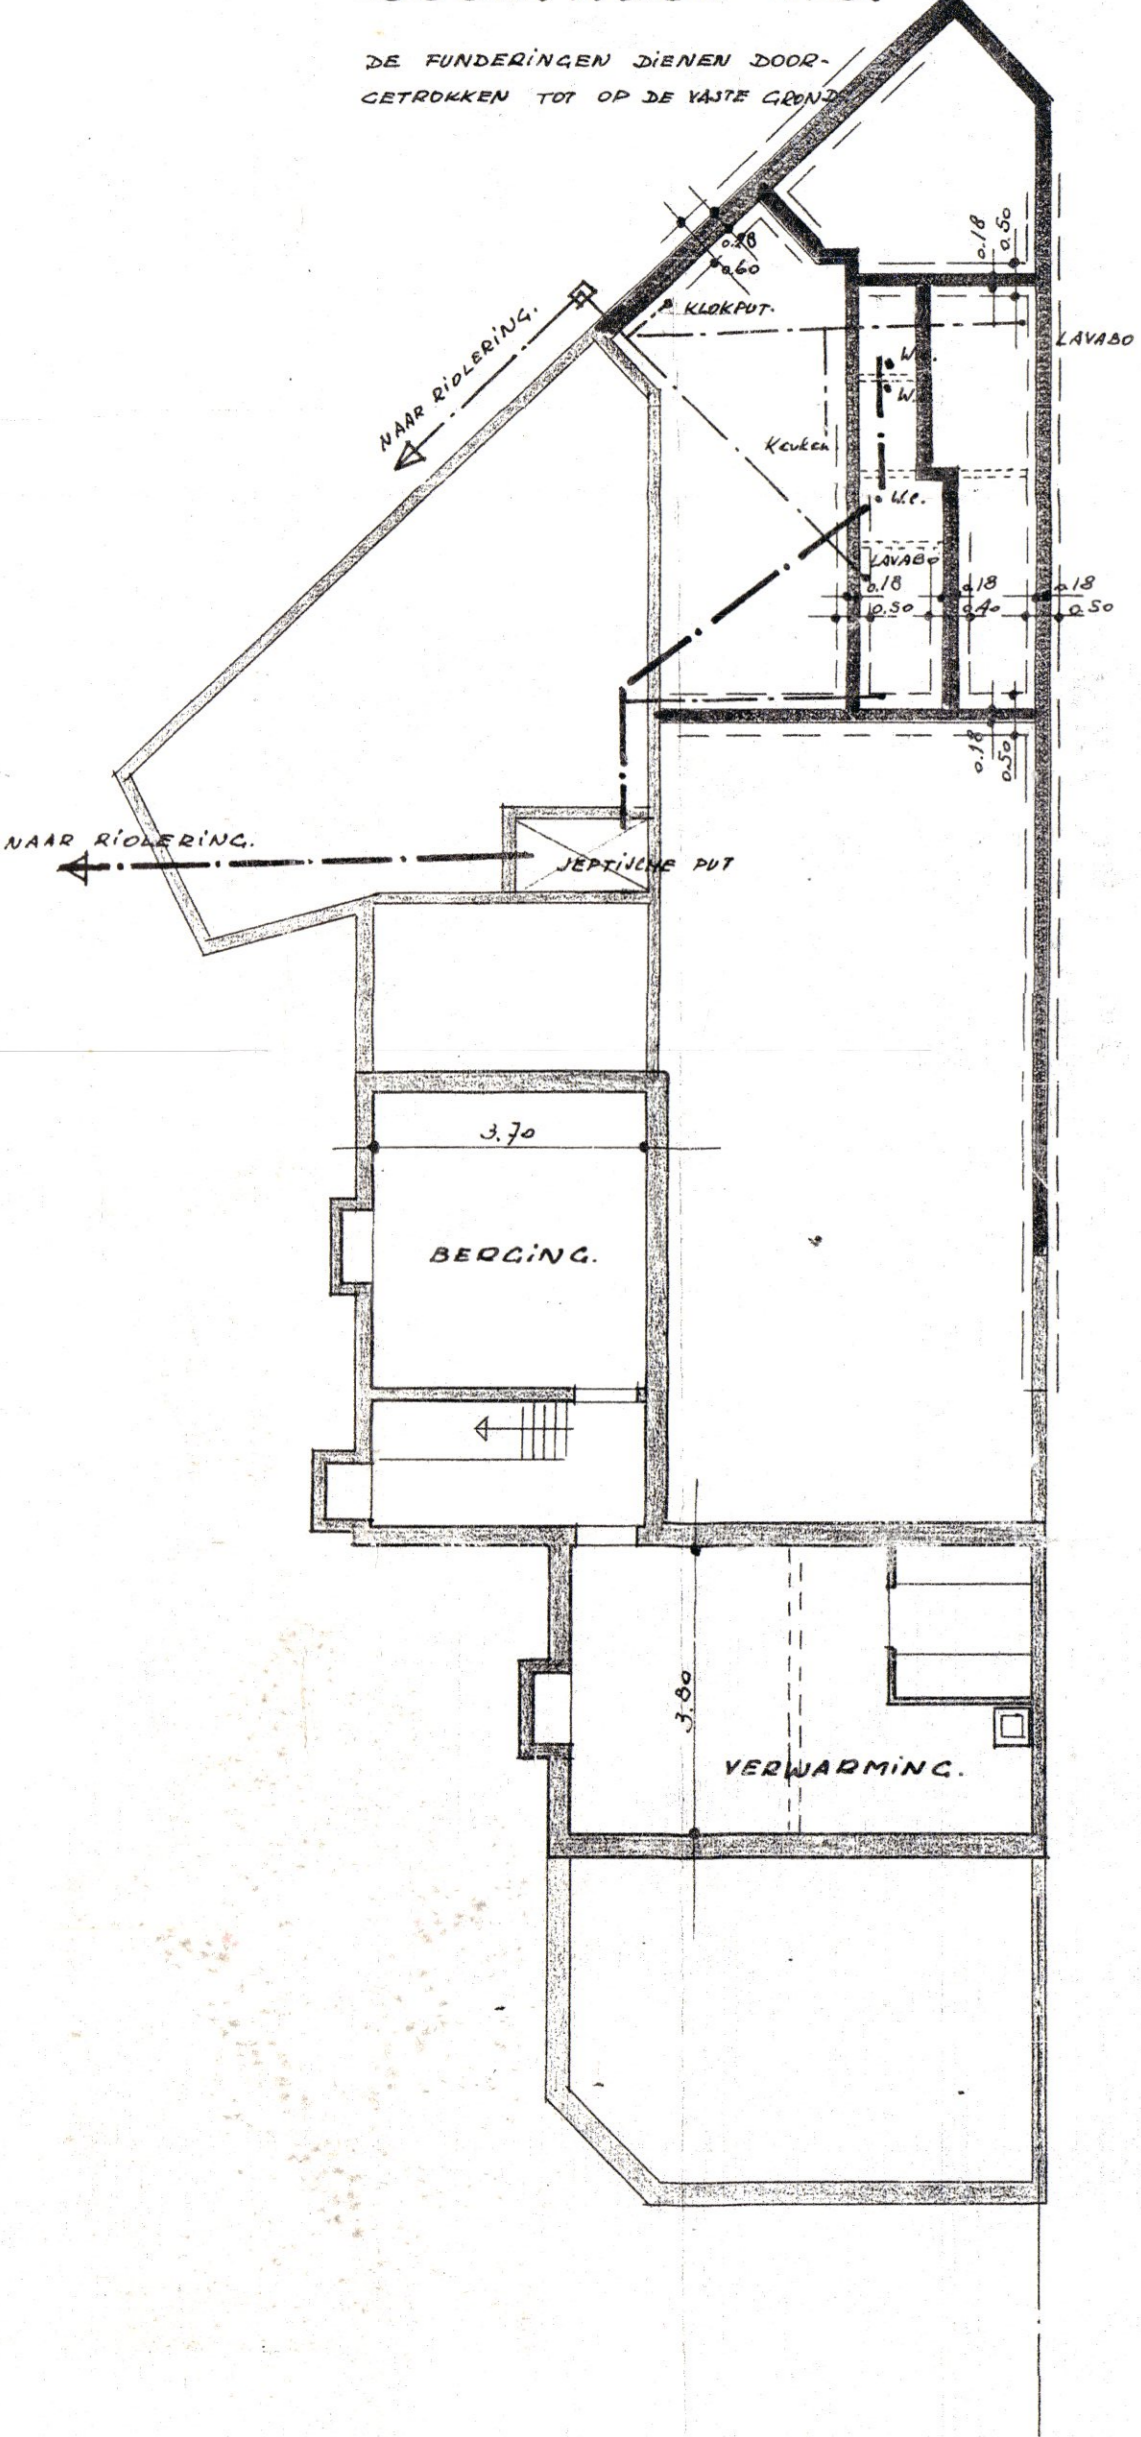 DE FUNDERINGEN DIENEN DOOR-
GETROKKEN TOT OP DE VASTE GROND
0.18
0.50
0.28
0.60
KLOKPUT.
NAAR RIOLERING.
LAVABO
W.C.
Keuken
W.C.
LAVABO
0.18
0.18
0.18
0.50
0.40
0.50
0.18
0.50
NAAR RIOLERING.
SEPTISCHE PUT
3.70
BERGING.
3.80
VERWARMING.